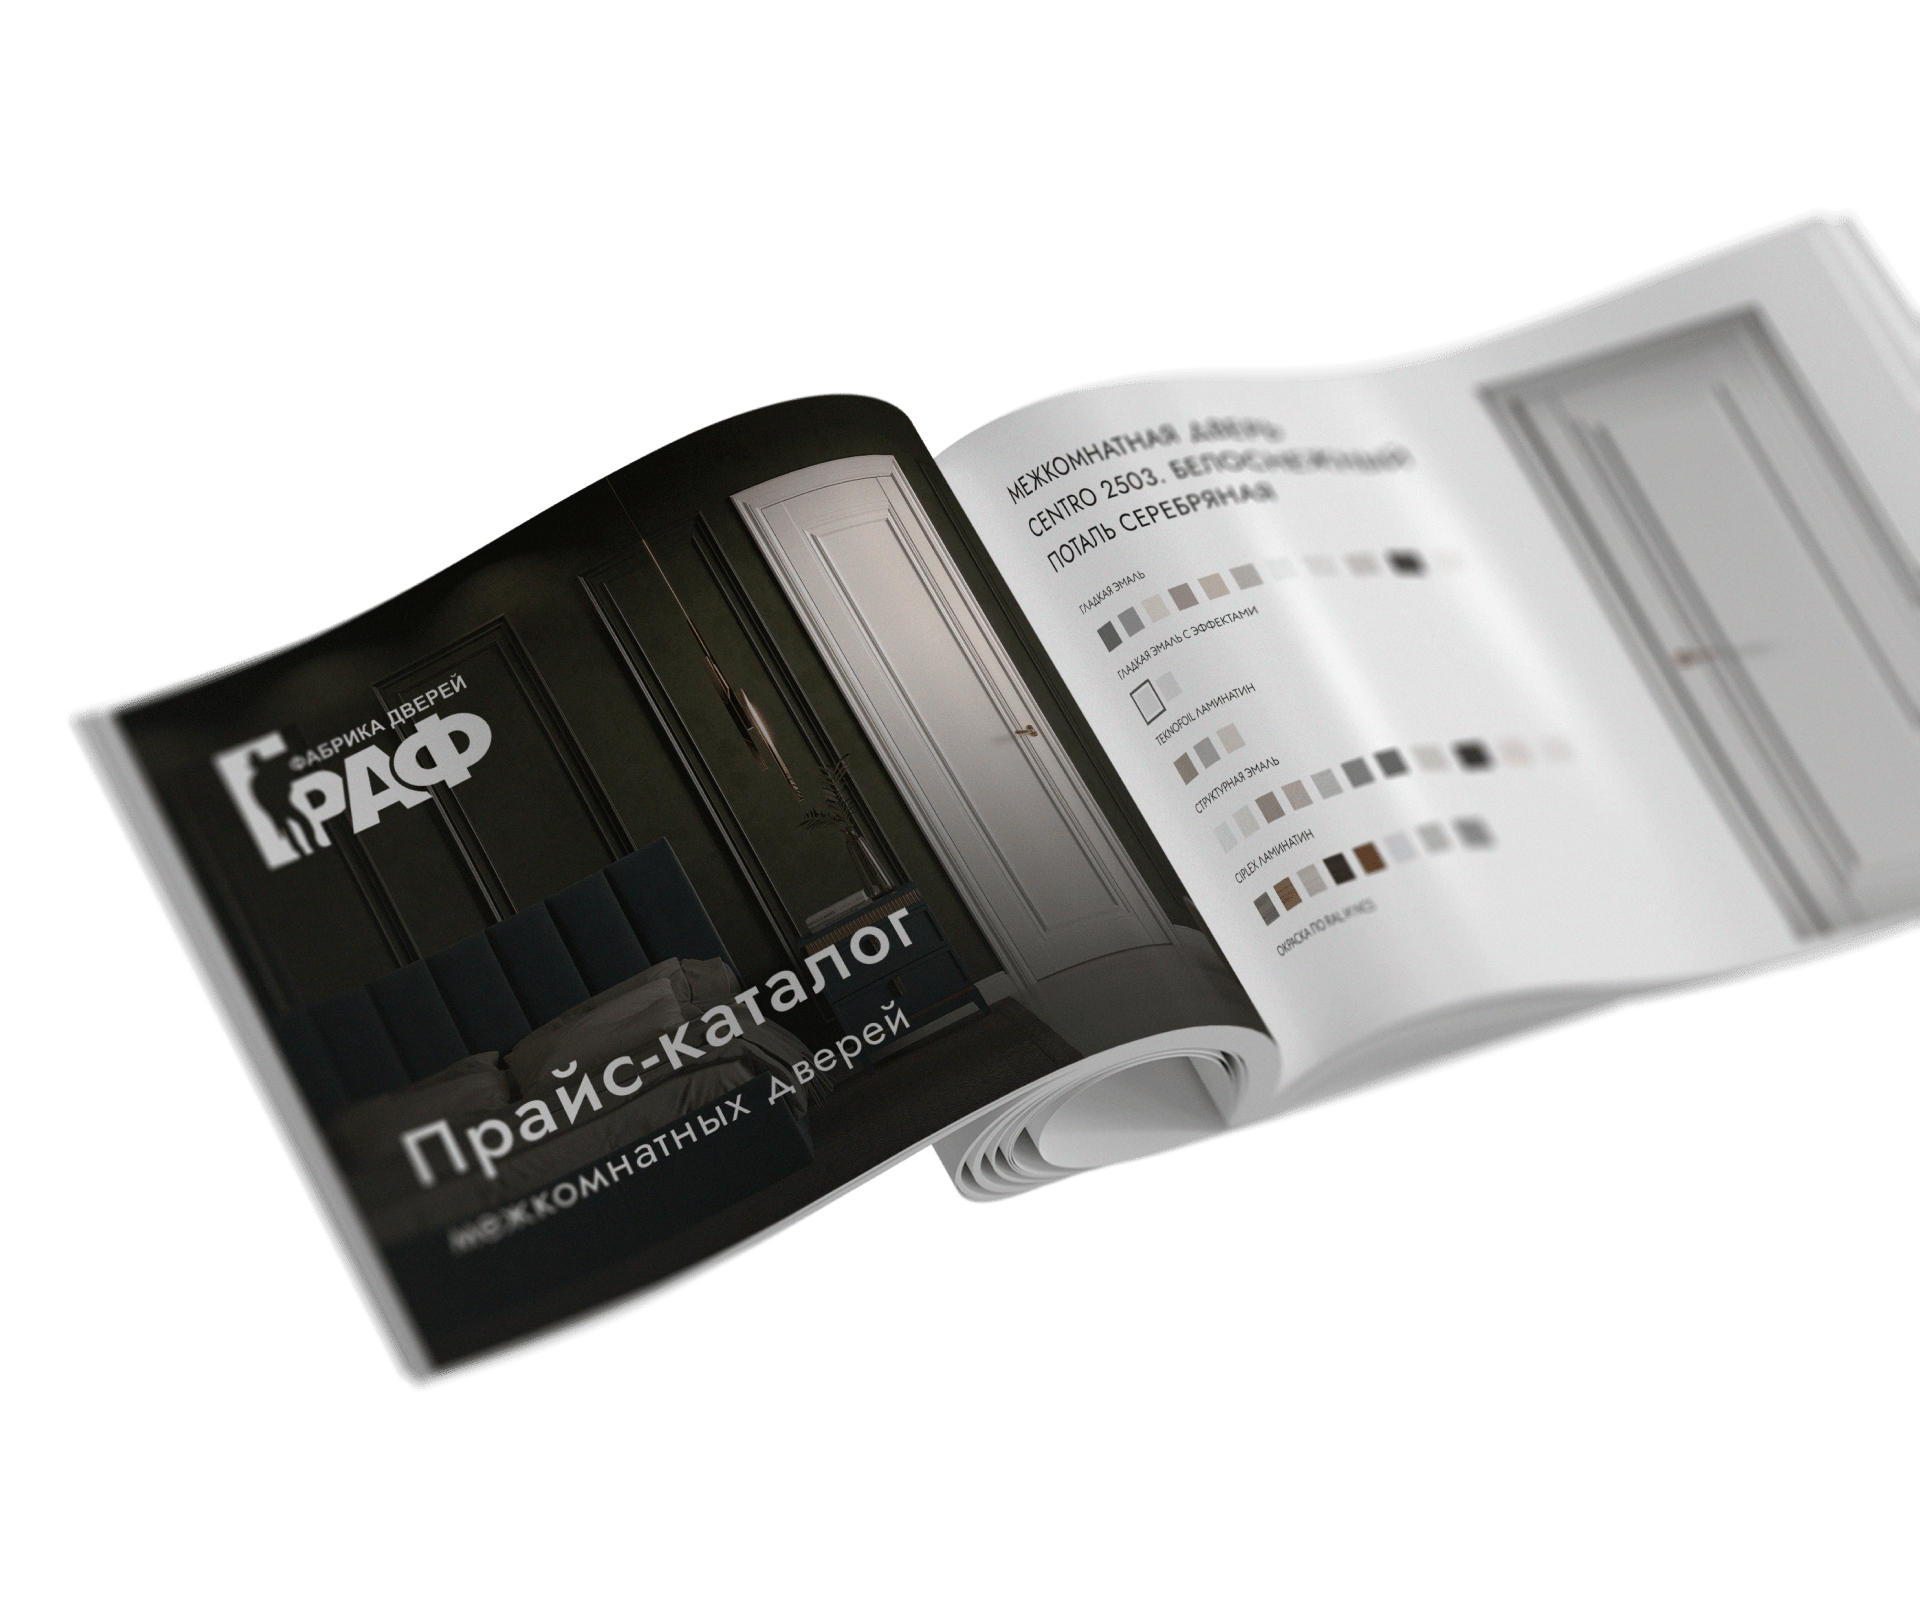 ФАБРИКА ДВЕРЕЙ
ГРАФ
Прайс-каталог
межкомнатных дверей
МЕЖКОМНАТНАЯ ДВЕРЬ
CENTRO 2503. БЕЛОСНЕЖНЫЙ
ПОТАЛЬ СЕРЕБРЯНАЯ
ГЛАДКАЯ ЭМАЛЬ
ГЛАДКАЯ ЭМАЛЬ С ЭФФЕКТАМИ
TEKNOFOIL ЛАМИНАТИН
СТРУКТУРНАЯ ЭМАЛЬ
CIPLEX ЛАМИНАТИН
ОКРАСКА ПО RAL И NCS